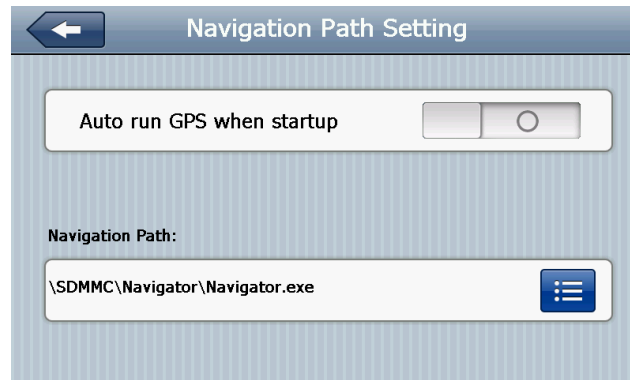 Navigation Path Setting
Auto run GPS when startup
Navigation Path:
\SDMMC\Navigator\Navigator.exe